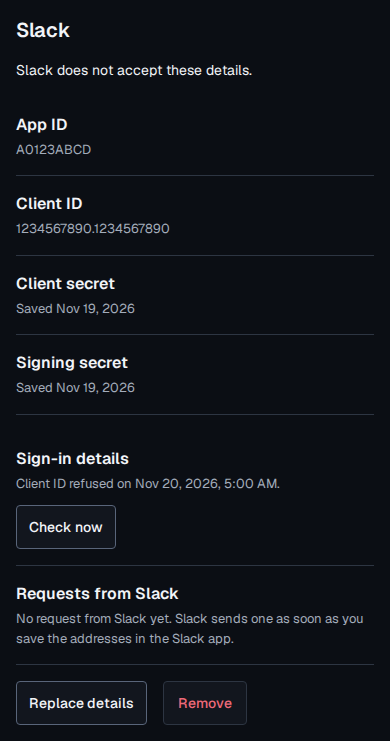 Slack
Slack does not accept these details.
App ID
A0123ABCD
Client ID
1234567890.1234567890
Client secret
Saved Nov 19, 2026
Signing secret
Saved Nov 19, 2026
Sign-in details
Client ID refused on Nov 20, 2026, 5:00 AM.
Check now
Requests from Slack
No request from Slack yet. Slack sends one as soon as you
save the addresses in the Slack app.
Replace details
Remove